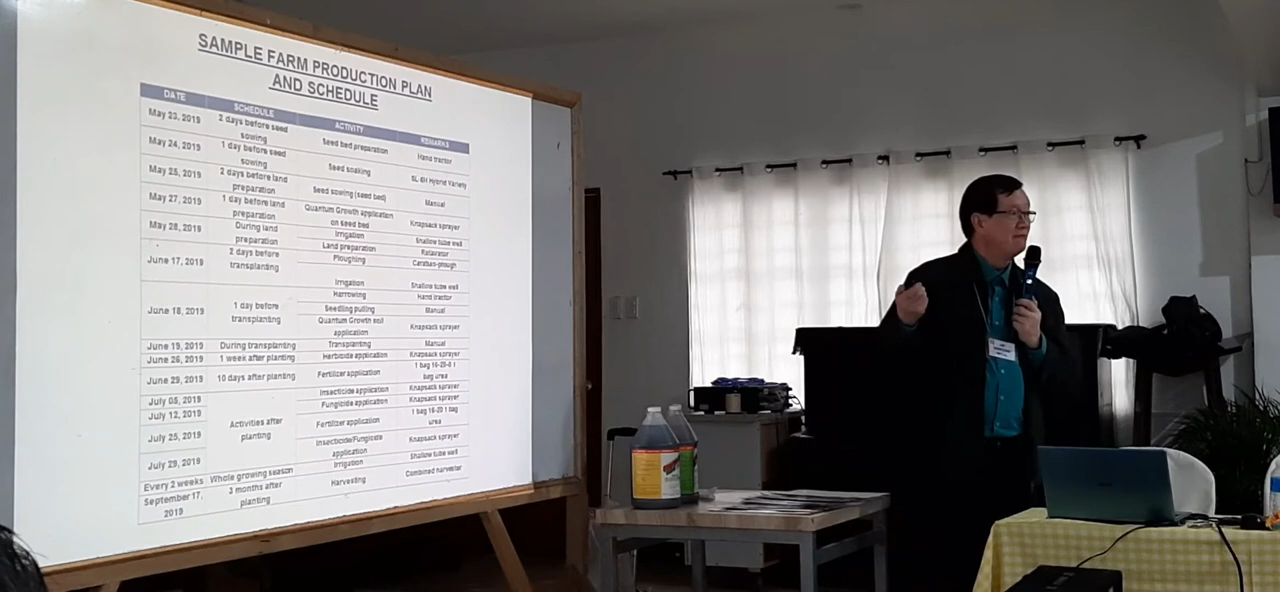 SAMPLE FARM PRODUCTION PLAN
AND SCHEDULE
DATE SCHEDULE ACTIVITY REMARKS
May 23, 2019 2 days before seed sowing Seed bed preparation Hand tractor
May 24, 2019 1 day before seed sowing Seed soaking SL-8H Hybrid Variety
May 25, 2019 2 days before land preparation Seed sowing (seed bed) Manual
May 27, 2019 1 day before land preparation Quantum Growth application on seed bed Knapsack sprayer
May 28, 2019 During land preparation Irrigation Shallow tube well
Land preparation Rotavator
June 17, 2019 2 days before transplanting Ploughing Carabao-plough
Irrigation Shallow tube well
Harrowing Hand tractor
June 18, 2019 1 day before transplanting Seedling pulling Manual
Quantum Growth soil application Knapsack sprayer
June 19, 2019 During transplanting Transplanting Manual
June 26, 2019 1 week after planting Herbicide application Knapsack sprayer
June 29, 2019 10 days after planting Fertilizer application 1 bag 16-20-0 1 bag urea
July 05, 2019 Activities after planting Insecticide application Knapsack sprayer
July 12, 2019 Fungicide application Knapsack sprayer
July 25, 2019 Fertilizer application 1 bag 16-20 1 bag urea
July 29, 2019 Insecticide/Fungicide application Knapsack sprayer
Every 2 weeks Whole growing season Irrigation Shallow tube well
September 17, 2019 3 months after planting Harvesting Combined harvester